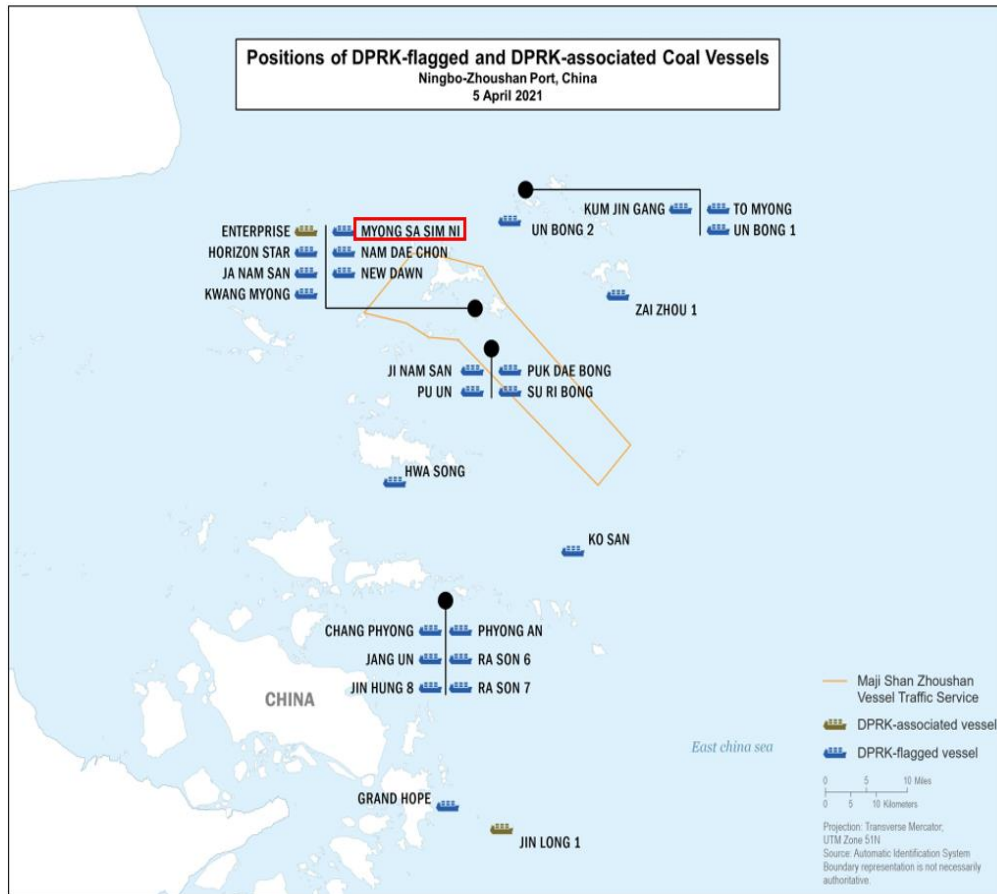 Positions of DPRK-flagged and DPRK-associated Coal Vessels
Ningbo-Zhoushan Port, China
5 April 2021
KUM JIN GANG
TO MYONG
UN BONG 2
UN BONG 1
ENTERPRISE
MYONG SA SIM NI
HORIZON STAR
NAM DAE CHON
JA NAM SAN
NEW DAWN
KWANG MYONG
ZAI ZHOU 1
JI NAM SAN
PUK DAE BONG
PU UN
SU RI BONG
HWA SONG
KO SAN
CHANG PHYONG
PHYONG AN
JANG UN
RA SON 6
JIN HUNG 8
RA SON 7
CHINA
Maji Shan Zhoushan
Vessel Traffic Service
DPRK-associated vessel
East china sea
DPRK-flagged vessel
GRAND HOPE
JIN LONG 1
0 5 10 Miles
0 5 10 Kilometers
Projection: Transverse Mercator;
UTM Zone 51N
Source: Automatic Identification System
Boundary representation is not necessarily
authoritative.